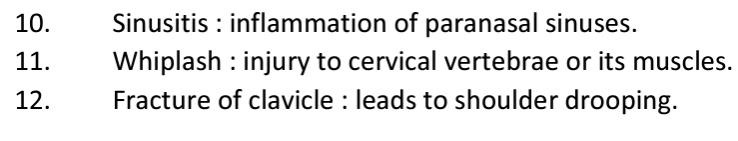 10. Sinusitis : inflammation of paranasal sinuses.
11. Whiplash : injury to cervical vertebrae or its muscles.
12. Fracture of clavicle : leads to shoulder drooping.